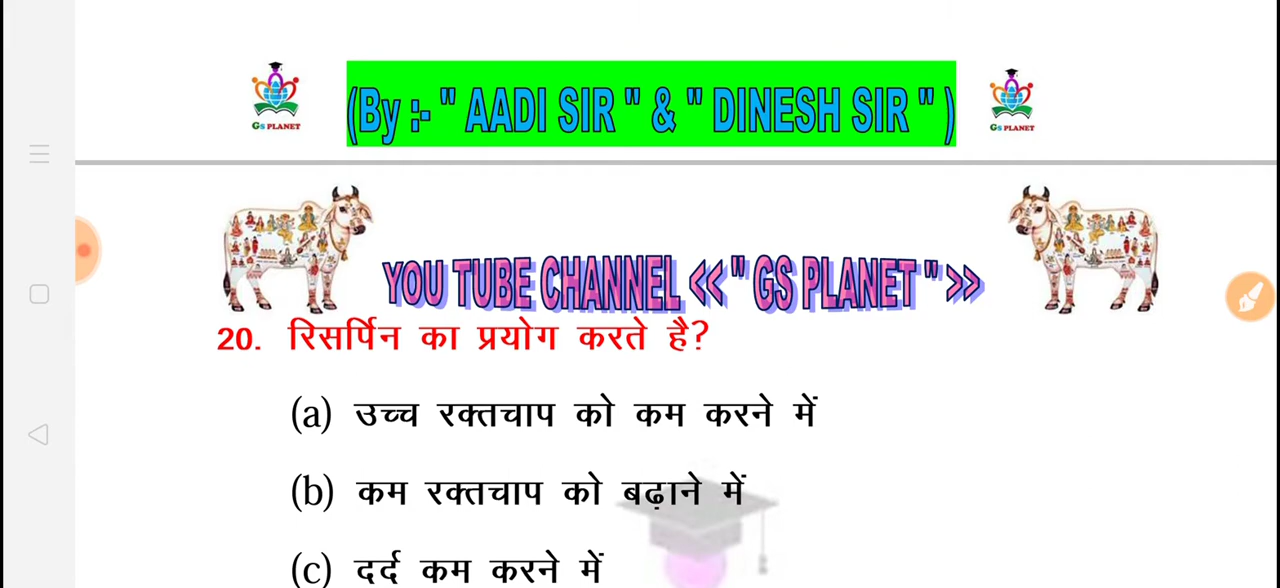 (By :- " AADI SIR " & " DINESH SIR " )
GS PLANET
GS PLANET
YOU TUBE CHANNEL <<" GS PLANET ">>
20. रिसर्पिन का प्रयोग करते है?
(a) उच्च रक्तचाप को कम करने में
(b) कम रक्तचाप को बढ़ाने में
(c) दर्द कम करने में